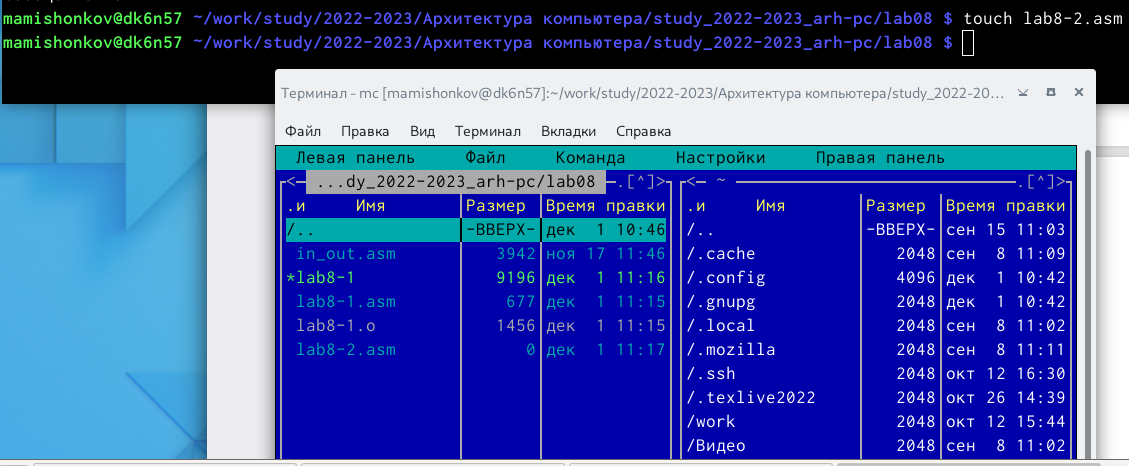 mamishonkov@dk6n57 ~/work/study/2022-2023/Архитектура компьютера/study_2022-2023_arh-pc/lab08 $ touch lab8-2.asm
mamishonkov@dk6n57 ~/work/study/2022-2023/Архитектура компьютера/study_2022-2023_arh-pc/lab08 $
Терминал - mc [mamishonkov@dk6n57]:~/work/study/2022-2023/Архитектура компьютера/study_2022-20...
Файл Правка Вид Терминал Вкладки Справка
Левая панель Файл Команда Настройки Правая панель
<─ ...dy_2022-2023_arh-pc/lab08 ─.[^]> <─ ~ ─.[^]>
.и Имя Размер Время правки .и Имя Размер Время правки
/.. -ВВЕРХ- дек 1 10:46 /.. -ВВЕРХ- сен 15 11:03
in_out.asm 3942 ноя 17 11:46 /.cache 2048 сен 8 11:09
*lab8-1 9196 дек 1 11:16 /.config 4096 дек 1 10:42
lab8-1.asm 677 дек 1 11:15 /.gnupg 2048 дек 1 10:42
lab8-1.o 1456 дек 1 11:15 /.local 2048 сен 8 11:02
lab8-2.asm 0 дек 1 11:17 /.mozilla 2048 сен 8 11:11
/.ssh 2048 окт 12 16:30
/.texlive2022 2048 окт 26 14:39
/work 2048 окт 12 15:44
/Видео 2048 сен 8 11:02